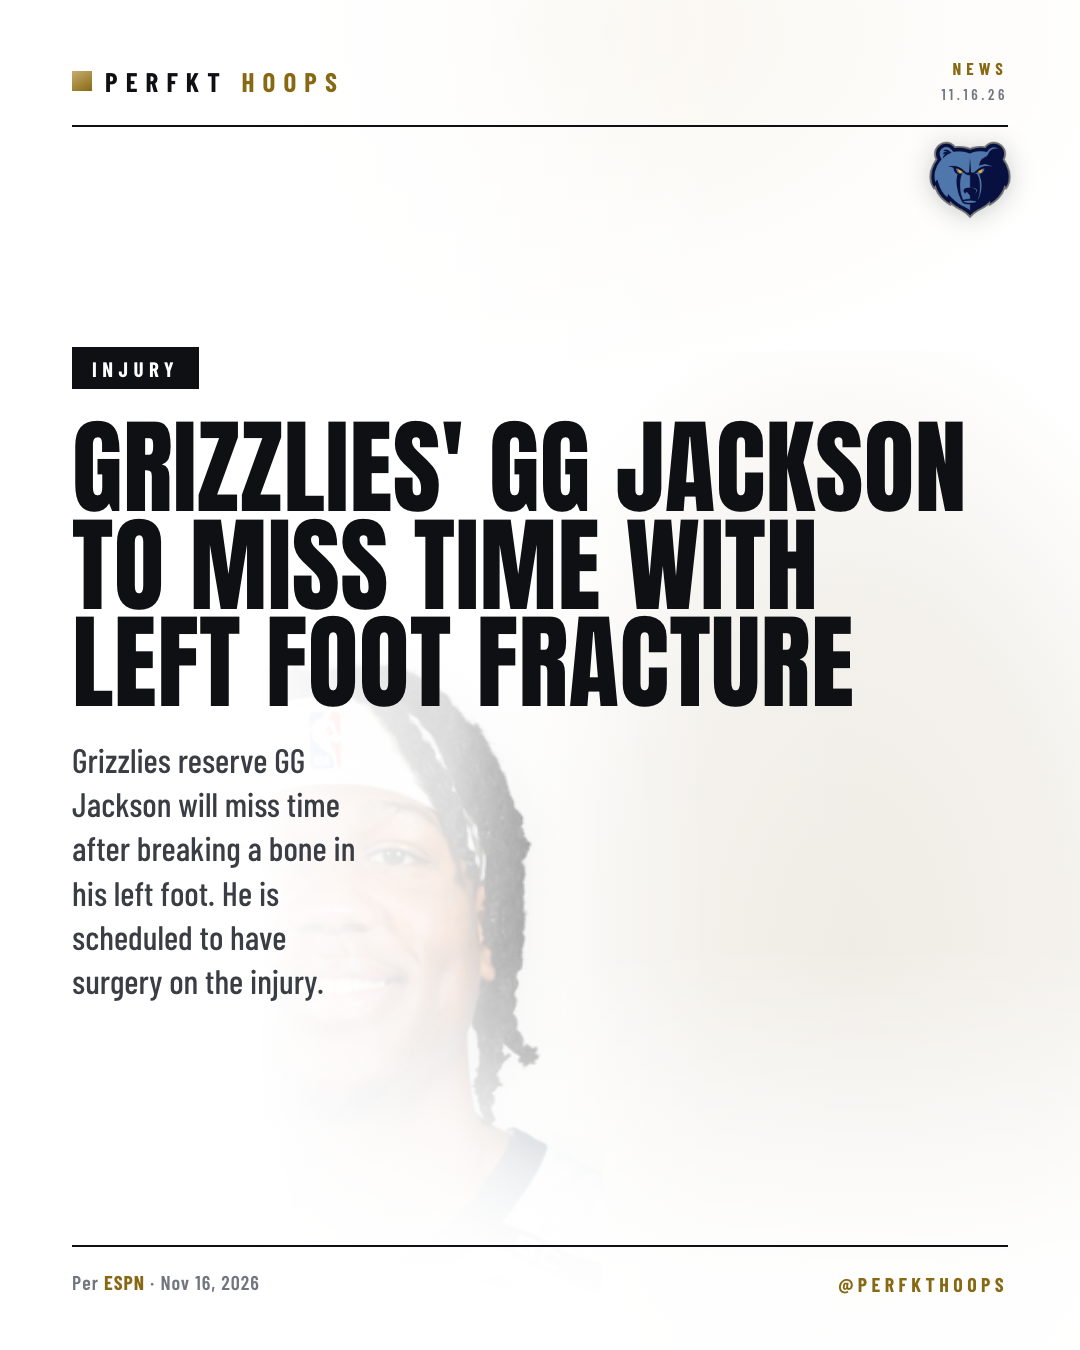 PERFKT HOOPS
NEWS
11.16.26
INJURY
GRIZZLIES' GG JACKSON
TO MISS TIME WITH
LEFT FOOT FRACTURE
Grizzlies reserve GG
Jackson will miss time
after breaking a bone in
his left foot. He is
scheduled to have
surgery on the injury.
Per ESPN · Nov 16, 2026
@PERFKTHOOPS